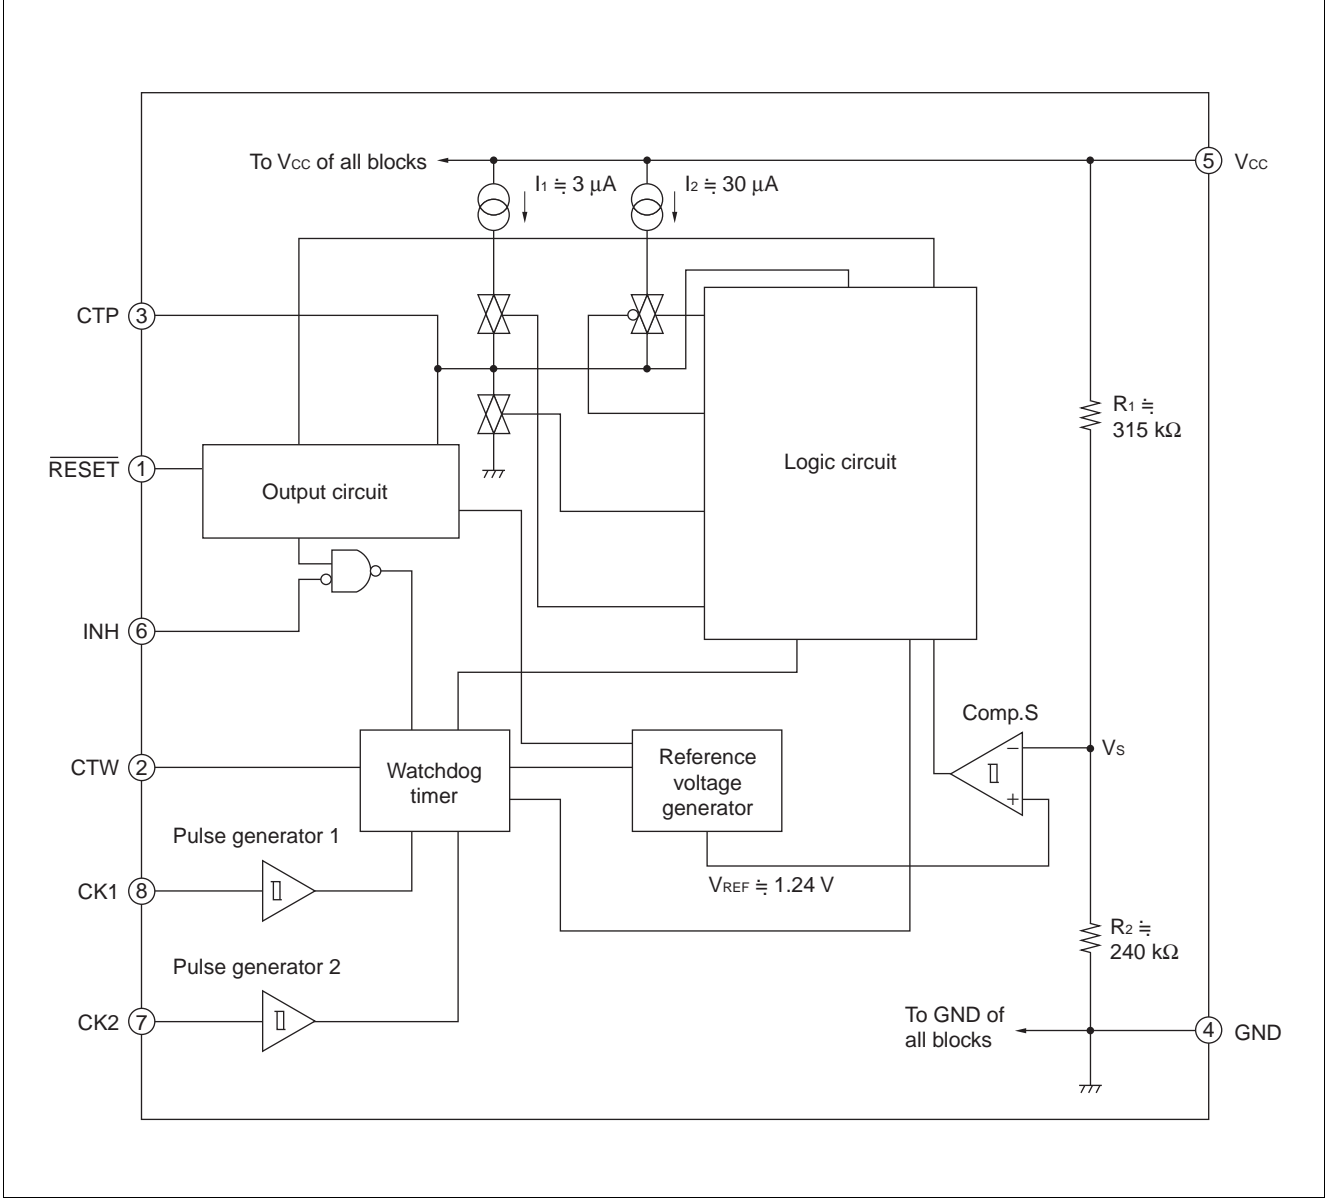 To VCC of all blocks
5
VCC
I1 ≒ 3 μA
I2 ≒ 30 μA
CTP
3
R1 ≒
315 kΩ
RESET
1
Output circuit
Logic circuit
INH
6
Comp.S
−
VS
CTW
2
Watchdog
timer
Reference
voltage
generator
+
Pulse generator 1
CK1
8
VREF ≒ 1.24 V
R2 ≒
240 kΩ
Pulse generator 2
CK2
7
To GND of
all blocks
4
GND